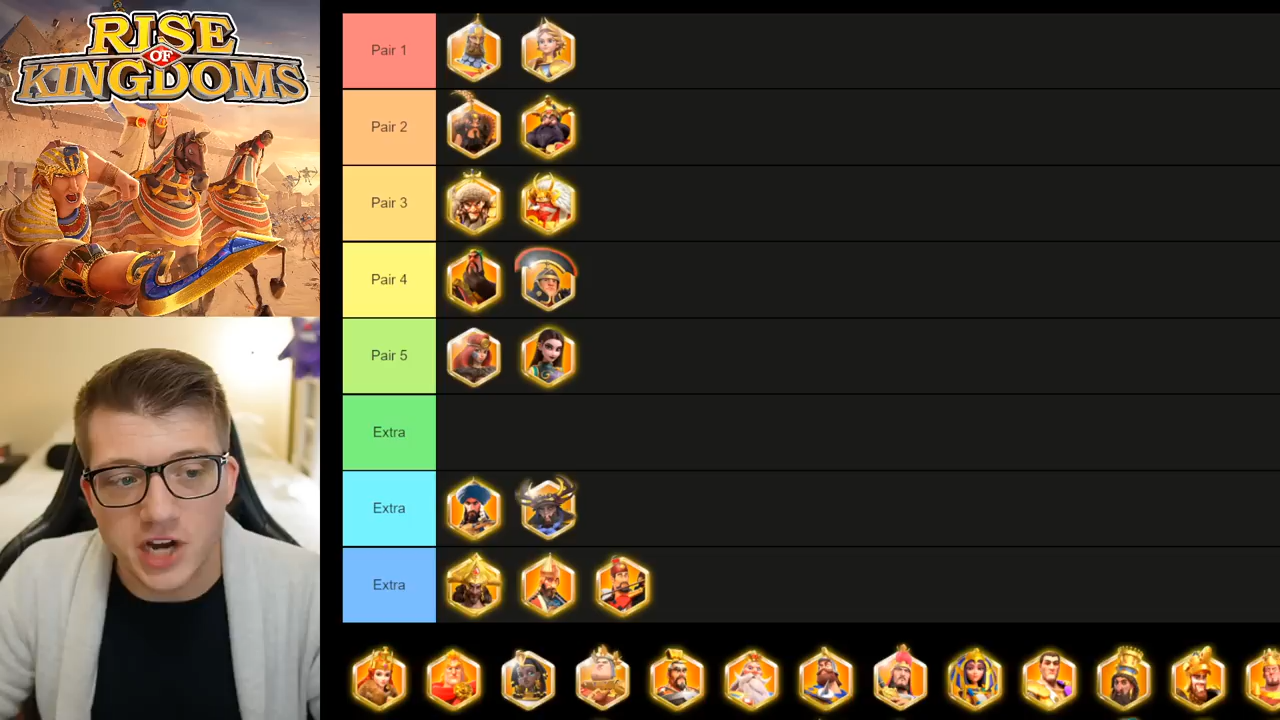 RISE
OF
KINGDOMS
Pair 1
Pair 2
Pair 3
Pair 4
Pair 5
Extra
Extra
Extra